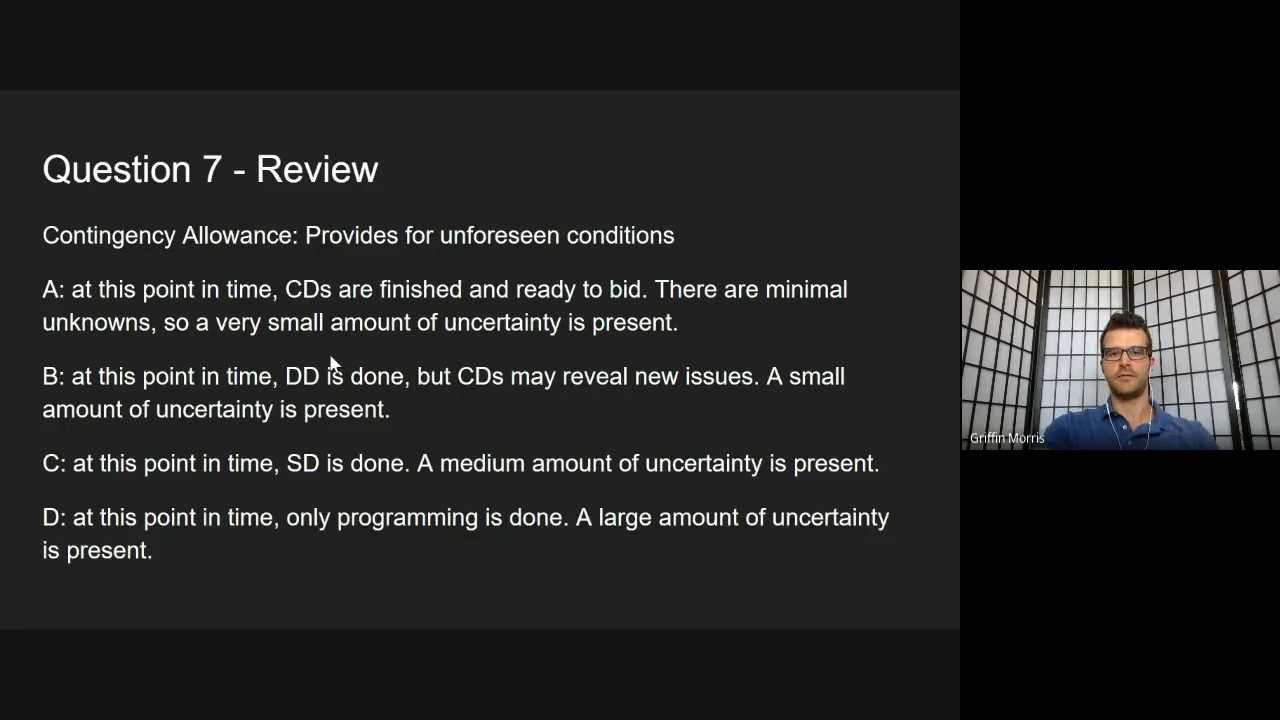 Question 7 - Review
Contingency Allowance: Provides for unforeseen conditions
A: at this point in time, CDs are finished and ready to bid. There are minimal
unknowns, so a very small amount of uncertainty is present.
B: at this point in time, DD is done, but CDs may reveal new issues. A small
amount of uncertainty is present.
C: at this point in time, SD is done. A medium amount of uncertainty is present.
D: at this point in time, only programming is done. A large amount of uncertainty
is present.
Griffin Morris